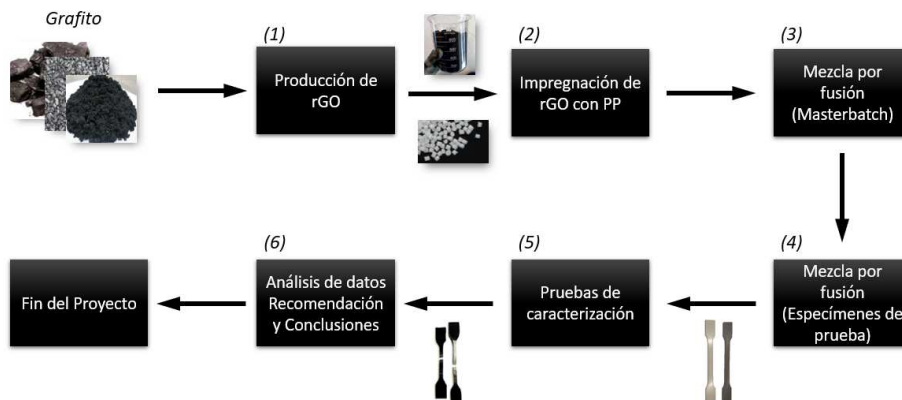 Grafito
(1)
Producción de
rGO
(2)
Impregnación de
rGO con PP
(3)
Mezcla por
fusión
(Masterbatch)
(4)
Mezcla por
fusión
(Especímenes de
prueba)
(5)
Pruebas de
caracterización
(6)
Análisis de datos
Recomendación
y Conclusiones
Fin del Proyecto